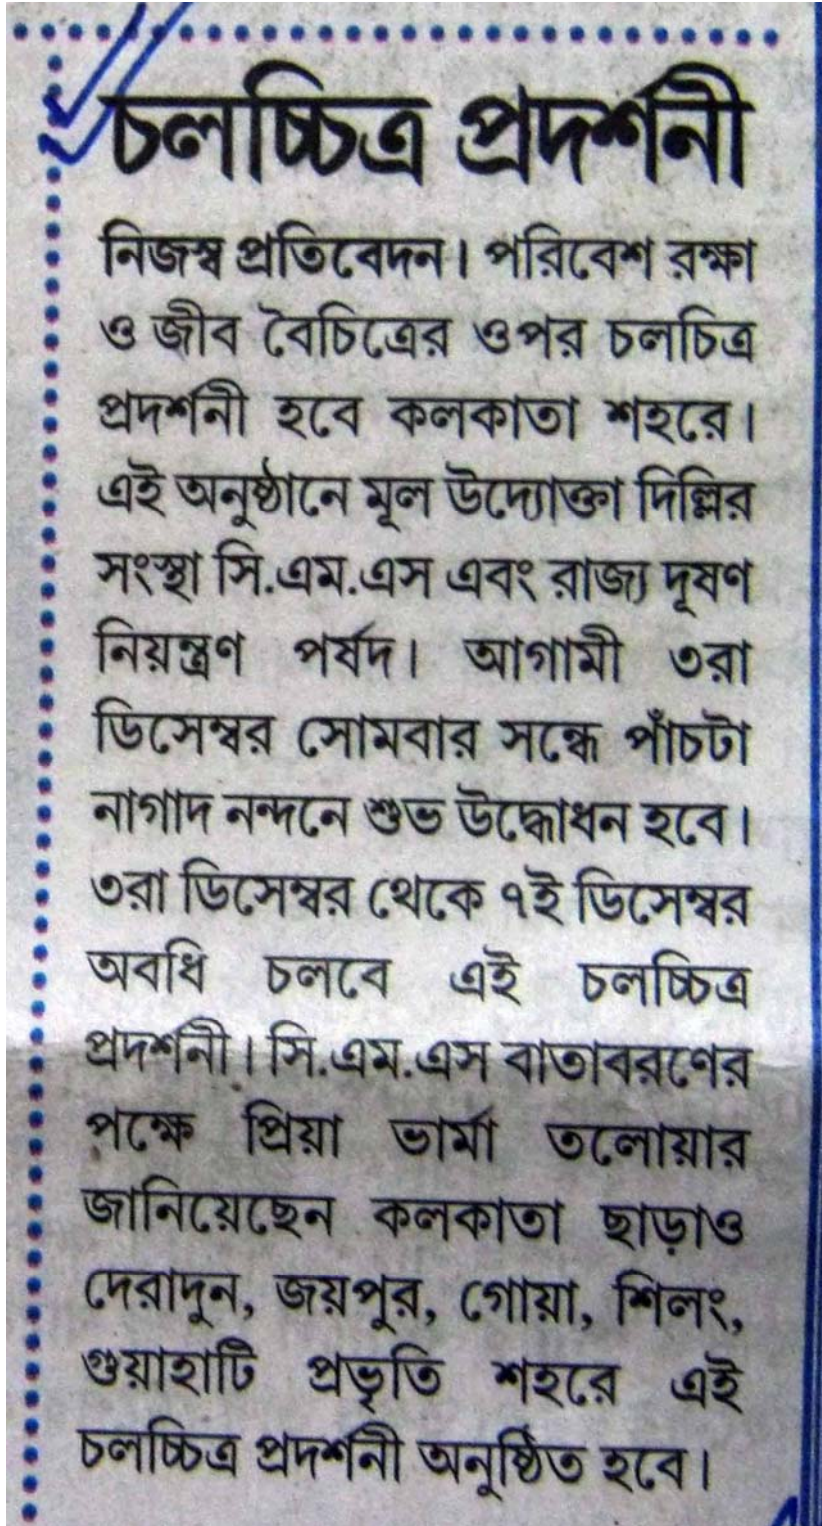 চলচ্চিত্র প্রদর্শনী
নিজস্ব প্রতিবেদন। পরিবেশ রক্ষা
ও জীব বৈচিত্রের ওপর চলচিত্র
প্রদর্শনী হবে কলকাতা শহরে।
এই অনুষ্ঠানে মূল উদ্যোক্তা দিল্লির
সংস্থা সি.এম.এস এবং রাজ্য দূষণ
নিয়ন্ত্রণ পর্ষদ। আগামী ৩রা
ডিসেম্বর সোমবার সন্ধে পাঁচটা
নাগাদ নন্দনে শুভ উদ্ধোধন হবে।
৩রা ডিসেম্বর থেকে ৭ই ডিসেম্বর
অবধি চলবে এই চলচ্চিত্র
প্রদর্শনী। সি.এম.এস বাতাবরণের
পক্ষে প্রিয়া ভার্মা তলোয়ার
জানিয়েছেন কলকাতা ছাড়াও
দেরাদুন, জয়পুর, গোয়া, শিলং,
গুয়াহাটি প্রভৃতি শহরে এই
চলচ্চিত্র প্রদর্শনী অনুষ্ঠিত হবে।